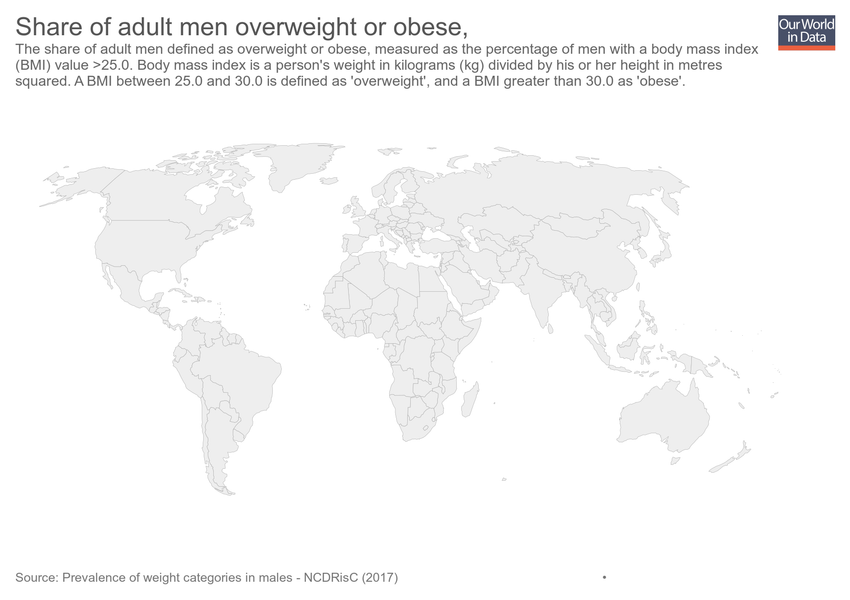 Share of adult men overweight or obese,
Our World
in Data
The share of adult men defined as overweight or obese, measured as the percentage of men with a body mass index
(BMI) value >25.0. Body mass index is a person's weight in kilograms (kg) divided by his or her height in metres
squared. A BMI between 25.0 and 30.0 is defined as 'overweight', and a BMI greater than 30.0 as 'obese'.
Source: Prevalence of weight categories in males - NCDRisC (2017)
•